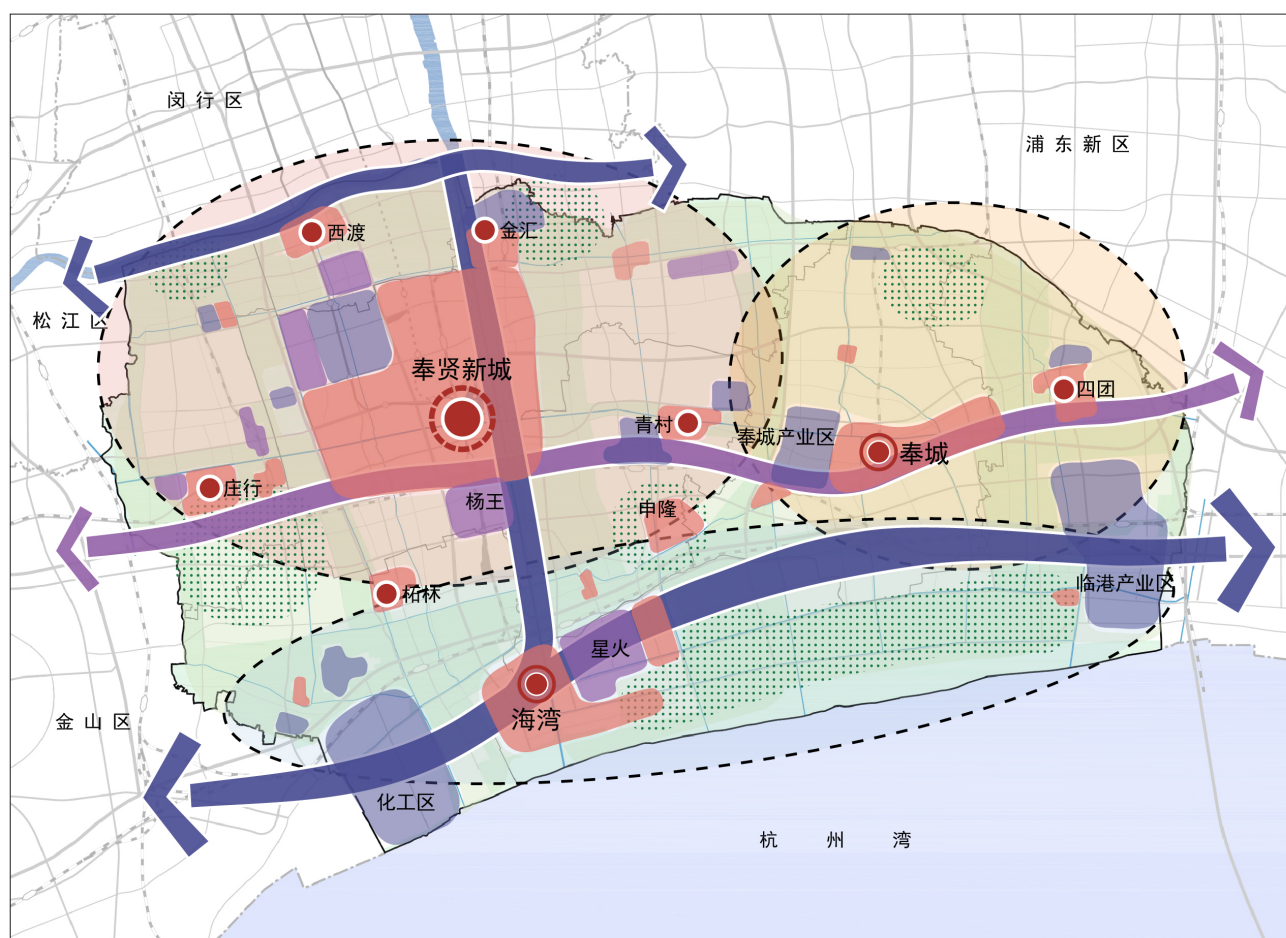 闵行区
浦东新区
西渡
金汇
松江区
奉贤新城
四团
青村
奉城产业区
奉城
庄行
杨王
申隆
临港产业区
柘林
星火
海湾
金山区
化工区
杭州湾